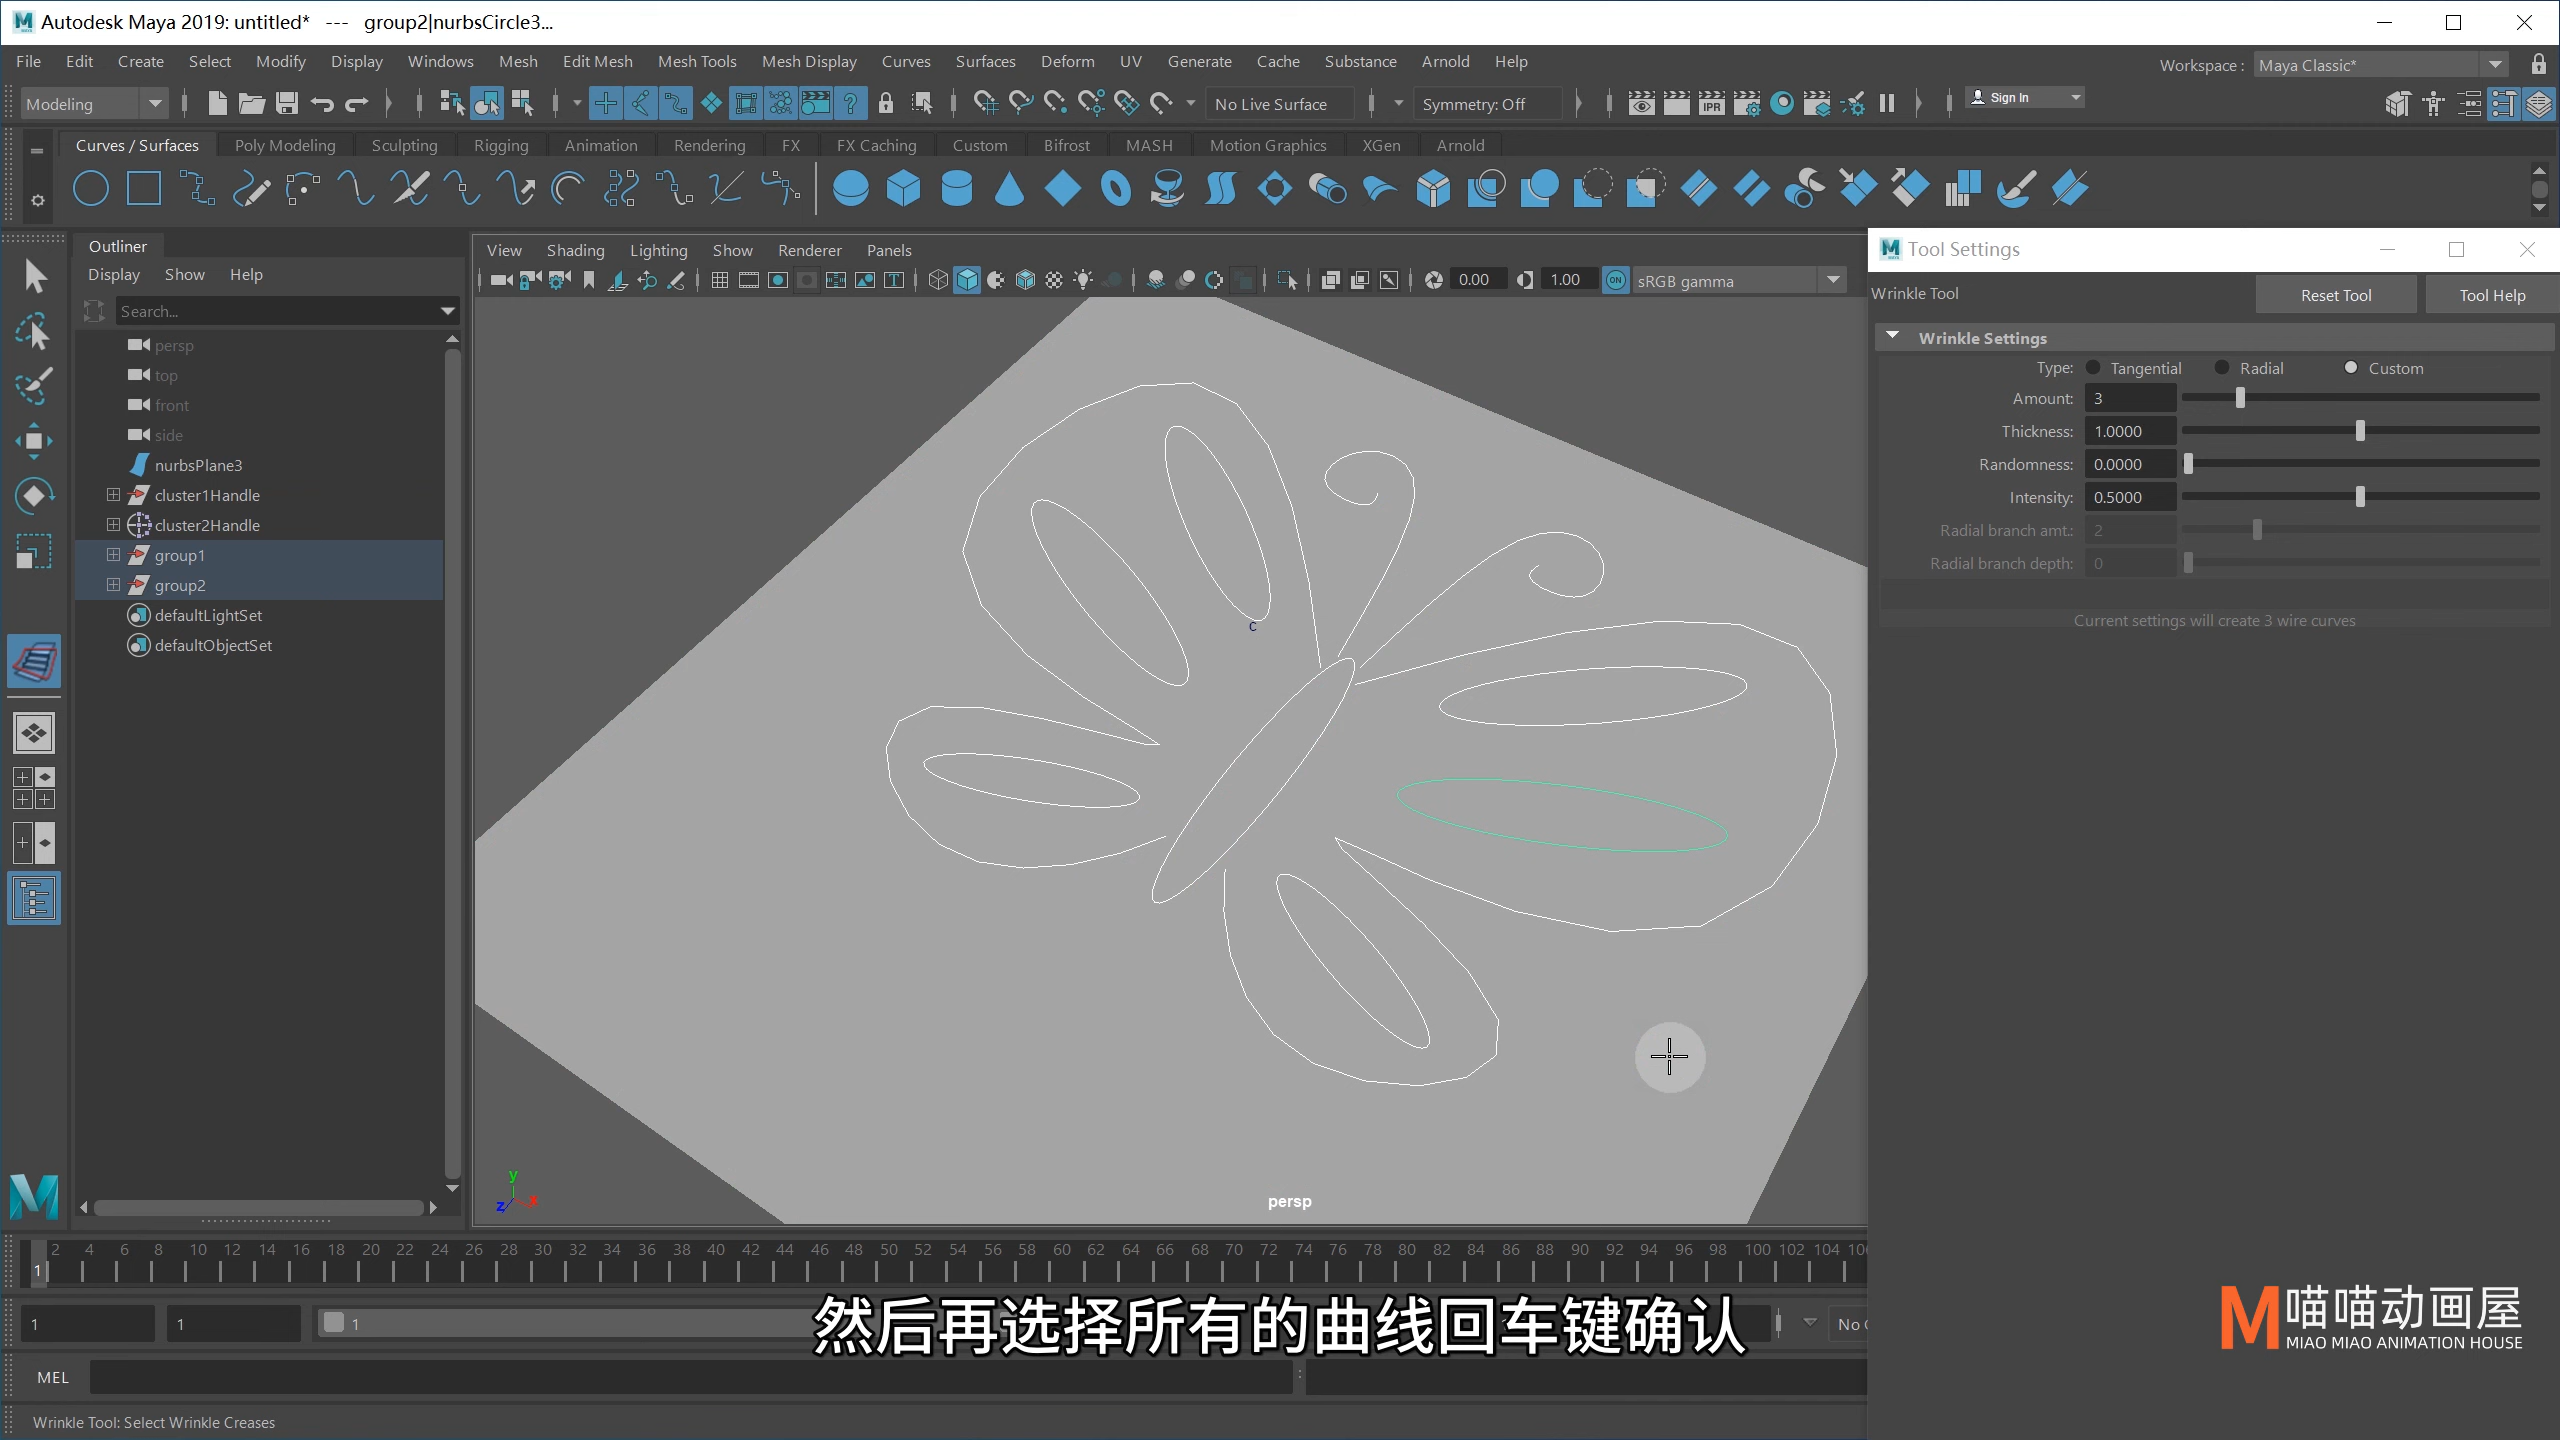 Autodesk Maya 2019: untitled* --- group2|nurbsCircle3...
File Edit Create Select Modify Display Windows Mesh Edit Mesh Mesh Tools Mesh Display Curves Surfaces Deform UV Generate Cache Substance Arnold Help
Workspace : Maya Classic*
Modeling
No Live Surface
Symmetry: Off
IPR
Sign In
Curves / Surfaces Poly Modeling Sculpting Rigging Animation Rendering FX FX Caching Custom Bifrost MASH Motion Graphics XGen Arnold
Outliner
Display Show Help
Search...
persp
top
front
side
nurbsPlane3
cluster1Handle
cluster2Handle
group1
group2
defaultLightSet
defaultObjectSet
View Shading Lighting Show Renderer Panels
0.00 1.00 ON sRGB gamma
C
y
z x
persp
Tool Settings
Wrinkle Tool Reset Tool Tool Help
Wrinkle Settings
Type: Tangential Radial Custom
Amount: 3
Thickness: 1.0000
Randomness: 0.0000
Intensity: 0.5000
Radial branch amt.: 2
Radial branch depth: 0
Current settings will create 3 wire curves
2 4 6 8 10 12 14 16 18 20 22 24 26 28 30 32 34 36 38 40 42 44 46 48 50 52 54 56 58 60 62 64 66 68 70 72 74 76 78 80 82 84 86 88 90 92 94 96 98 100 102 104
1
1 1 1
No
然后再选择所有的曲线回车键确认
喵喵动画屋
MIAO MIAO ANIMATION HOUSE
MEL
Wrinkle Tool: Select Wrinkle Creases